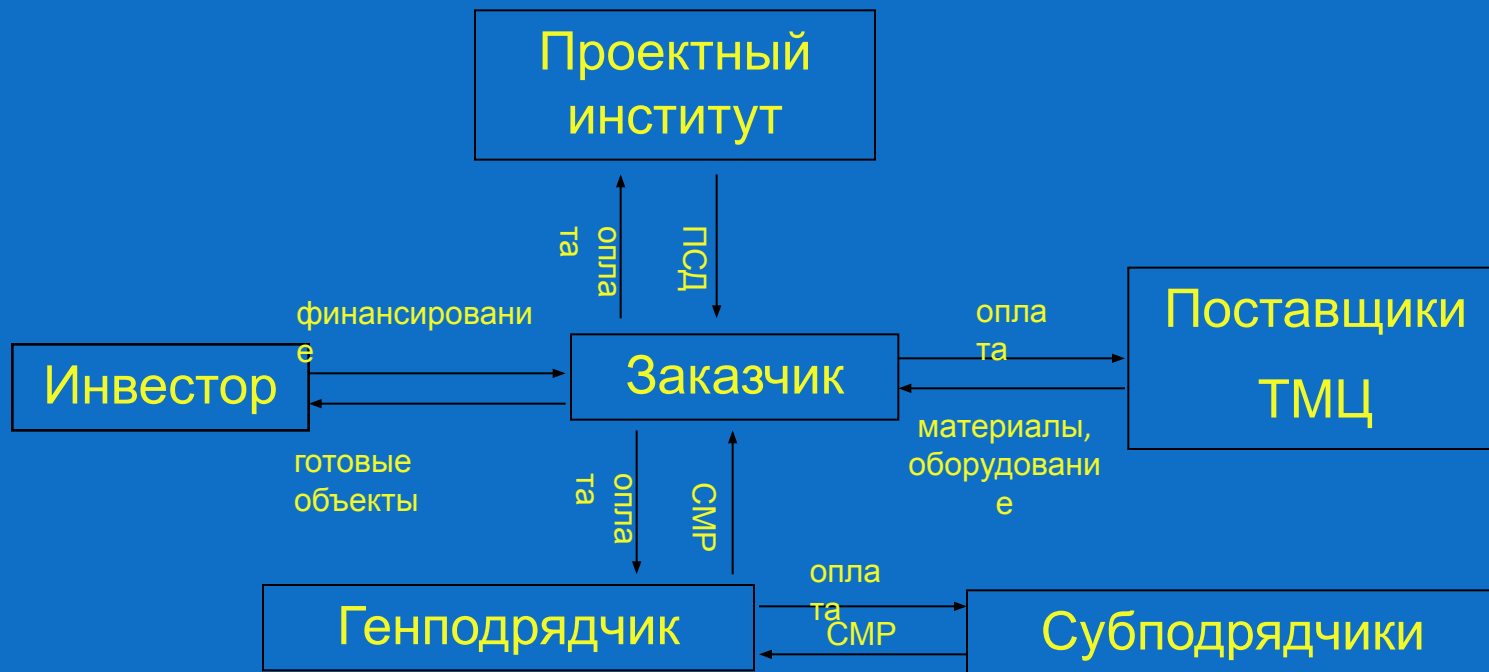 Проектный
институт
опла
та
ПСД
финансировани
е
Инвестор
Заказчик
опла
та
Поставщики
ТМЦ
готовые
объекты
материалы,
оборудовани
е
опла
та
СМР
опла
та
СМР
Генподрядчик
Субподрядчики